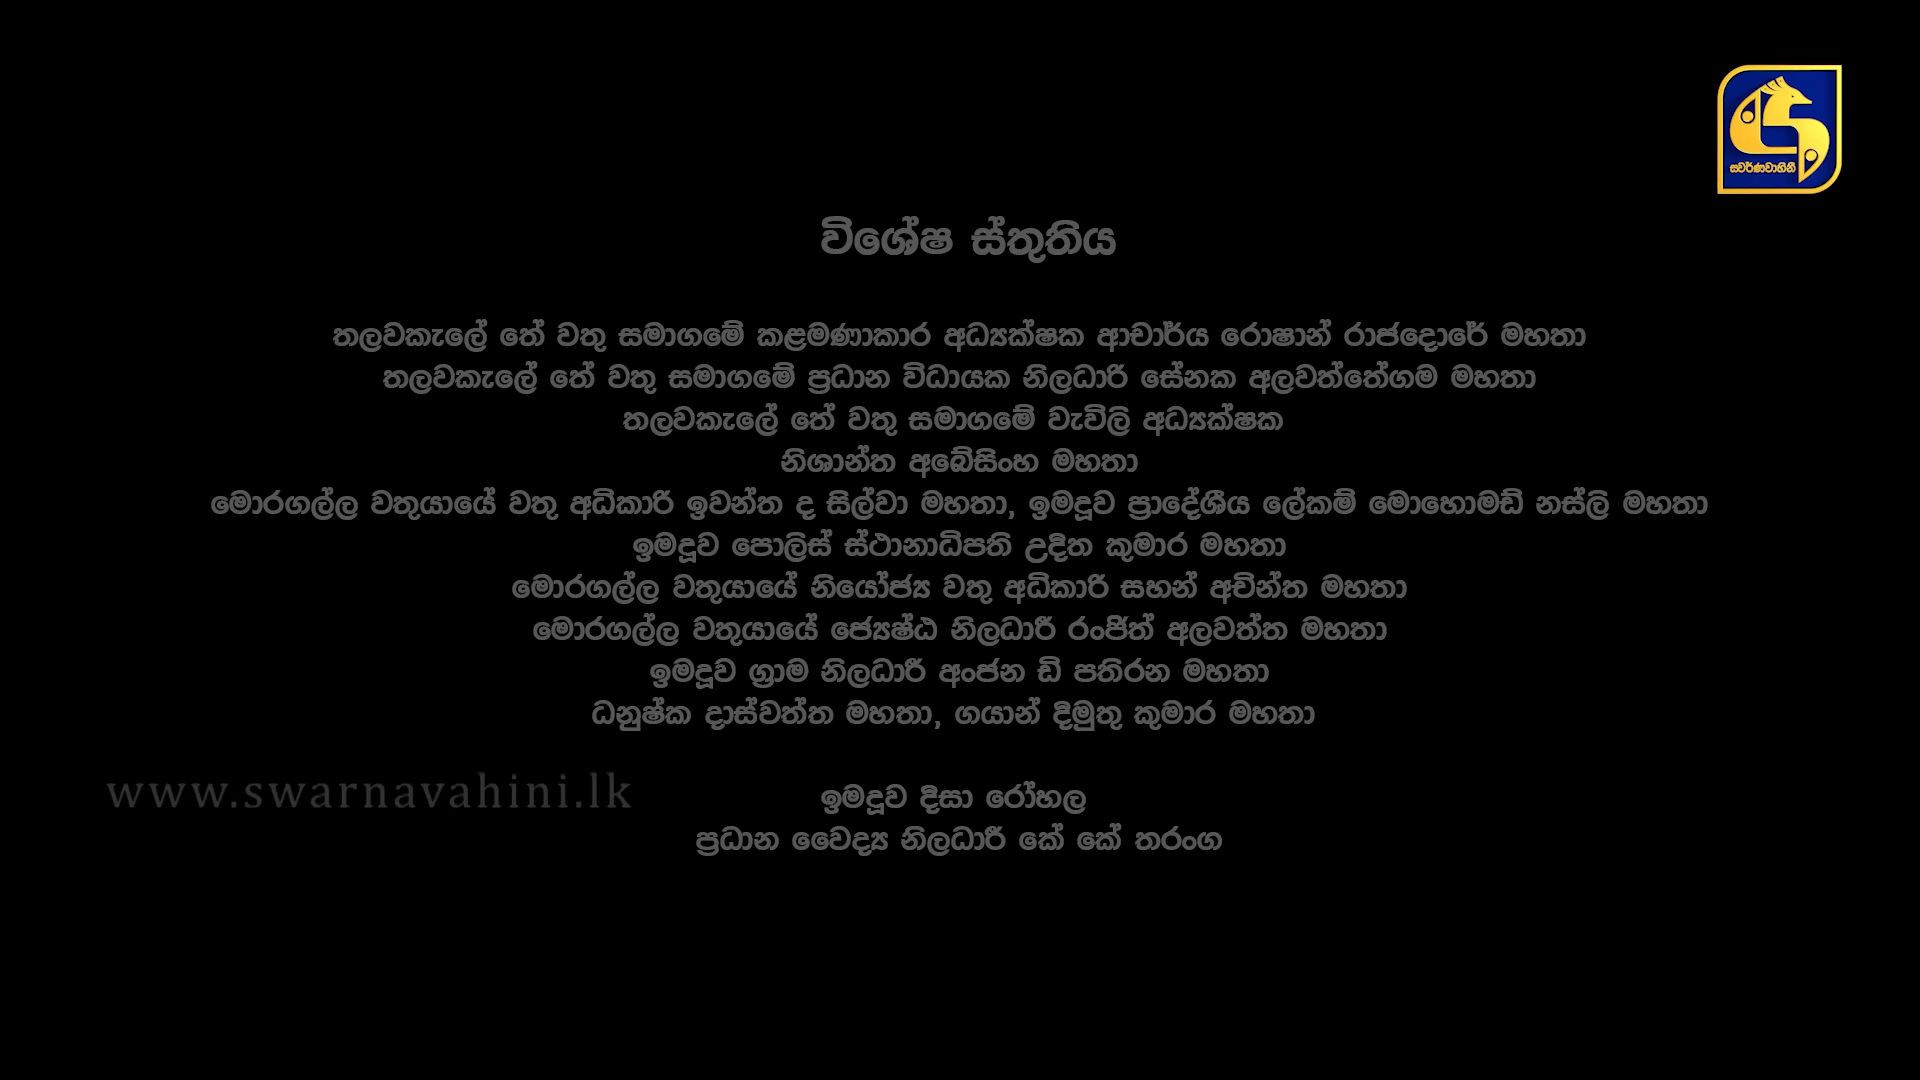 ස්වර්ණවාහිනී
විශේෂ ස්තූතිය
තලවකැලේ තේ වතු සමාගමේ කළමණාකාර අධ්‍යක්ෂක ආචාර්ය රොෂාන් රාජදොරේ මහතා
තලවකැලේ තේ වතු සමාගමේ ප්‍රධාන විධායක නිලධාරි සේනක අලවත්තේගම මහතා
තලවකැලේ තේ වතු සමාගමේ වැවිලි අධ්‍යක්ෂක
නිශාන්ත අබේසිංහ මහතා
මොරගල්ල වතුයායේ වතු අධිකාරි ඉවන්ත ද සිල්වා මහතා, ඉමදූව ප්‍රාදේශීය ලේකම් මොහොමඩ් නස්ලි මහතා
ඉමදූව පොලිස් ස්ථානාධිපති උදිත කුමාර මහතා
මොරගල්ල වතුයායේ නියෝජ්‍ය වතු අධිකාරි සහන් අචින්ත මහතා
මොරගල්ල වතුයායේ ජ්‍යෙෂ්ඨ නිලධාරී රංජිත් අලවත්ත මහතා
ඉමදූව ග්‍රාම නිලධාරී අංජන ඩි පතිරන මහතා
ධනුෂ්ක දාස්වත්ත මහතා, ගයාන් දිමුතු කුමාර මහතා
www.swarnavahini.lk
ඉමදූව දිසා රෝහල
ප්‍රධාන වෛද්‍ය නිලධාරී කේ කේ තරංග